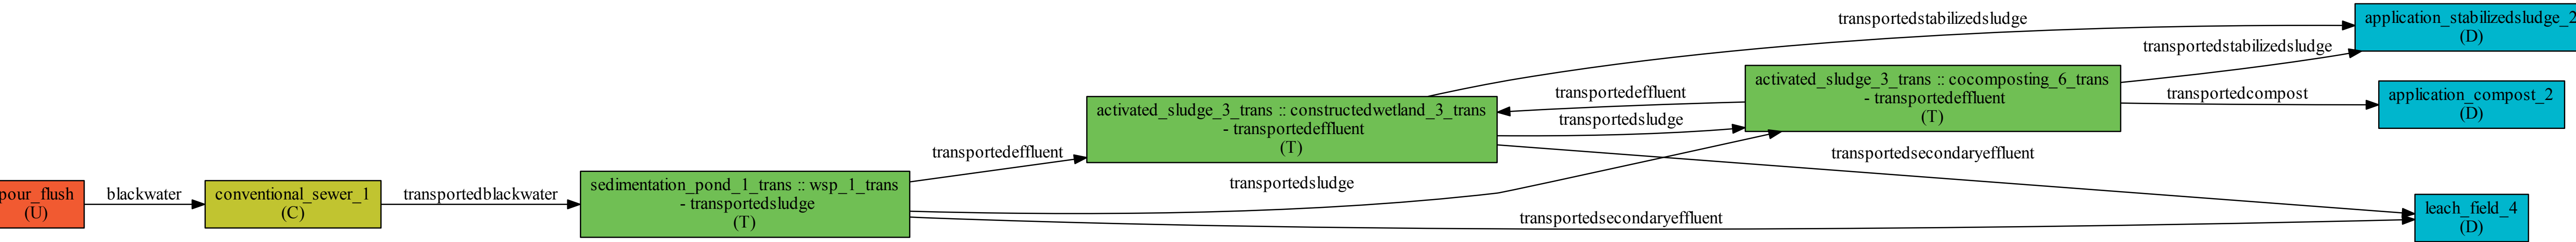 pour_flush
(U)
blackwater
conventional_sewer_1
(C)
transportedblackwater
sedimentation_pond_1_trans :: wsp_1_trans
- transportedsludge
(T)
transportedeffluent
transportedsludge
transportedsecondaryeffluent
activated_sludge_3_trans :: constructedwetland_3_trans
- transportedeffluent
(T)
transportedstabilizedsludge
transportedeffluent
transportedsludge
transportedsecondaryeffluent
activated_sludge_3_trans :: cocomposting_6_trans
- transportedeffluent
(T)
transportedstabilizedsludge
transportedcompost
application_stabilizedsludge_2
(D)
application_compost_2
(D)
leach_field_4
(D)